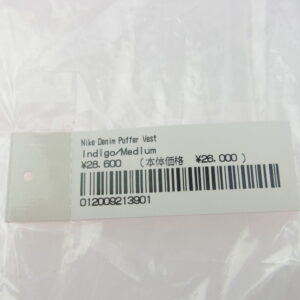 Nike Denim Puffer Vest
Indigo/Medium
¥28,600 (本体価格 ¥26,000)
012009213901